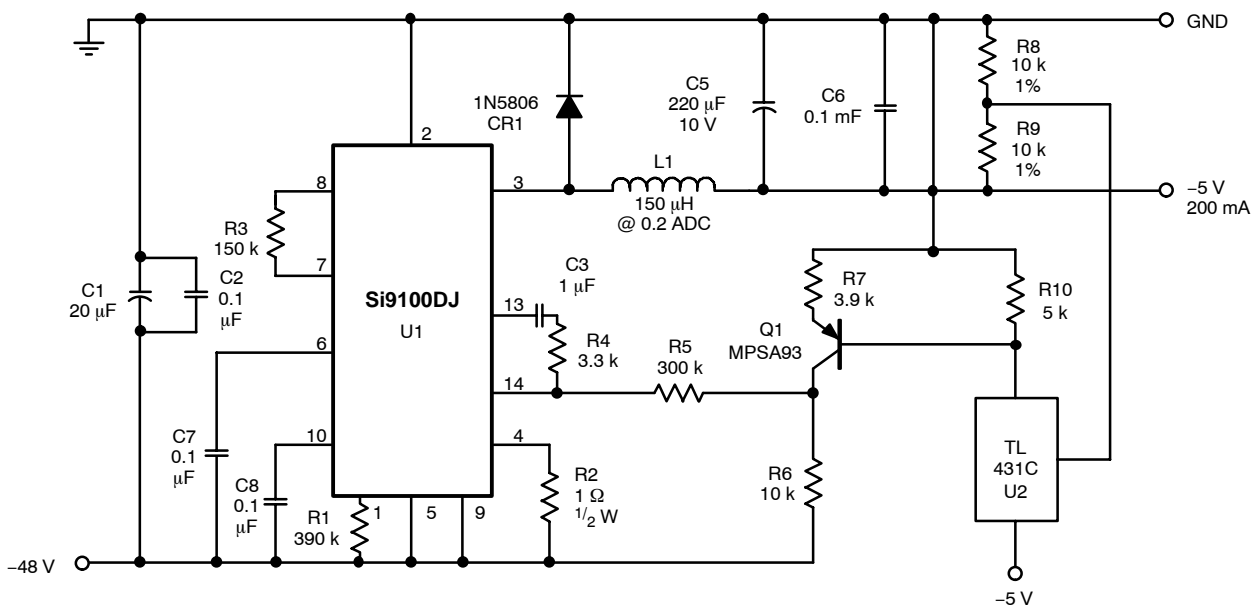 GND
R8
10 k
1%
1N5806
CR1
C5
220 μF
10 V
C6
0.1 mF
R9
10 k
1%
2
8
3
L1
150 μH
@ 0.2 ADC
−5 V
200 mA
R3
150 k
7
C1
20 μF
C2
0.1
μF
Si9100DJ
U1
C3
1 μF
13
R4
3.3 k
R7
3.9 k
R10
5 k
Q1
MPSA93
6
R5
300 k
14
C7
0.1
μF
10
4
C8
0.1
μF
R1
390 k
1
5
9
R2
1 Ω
1/2 W
R6
10 k
TL
431C
U2
−48 V
−5 V